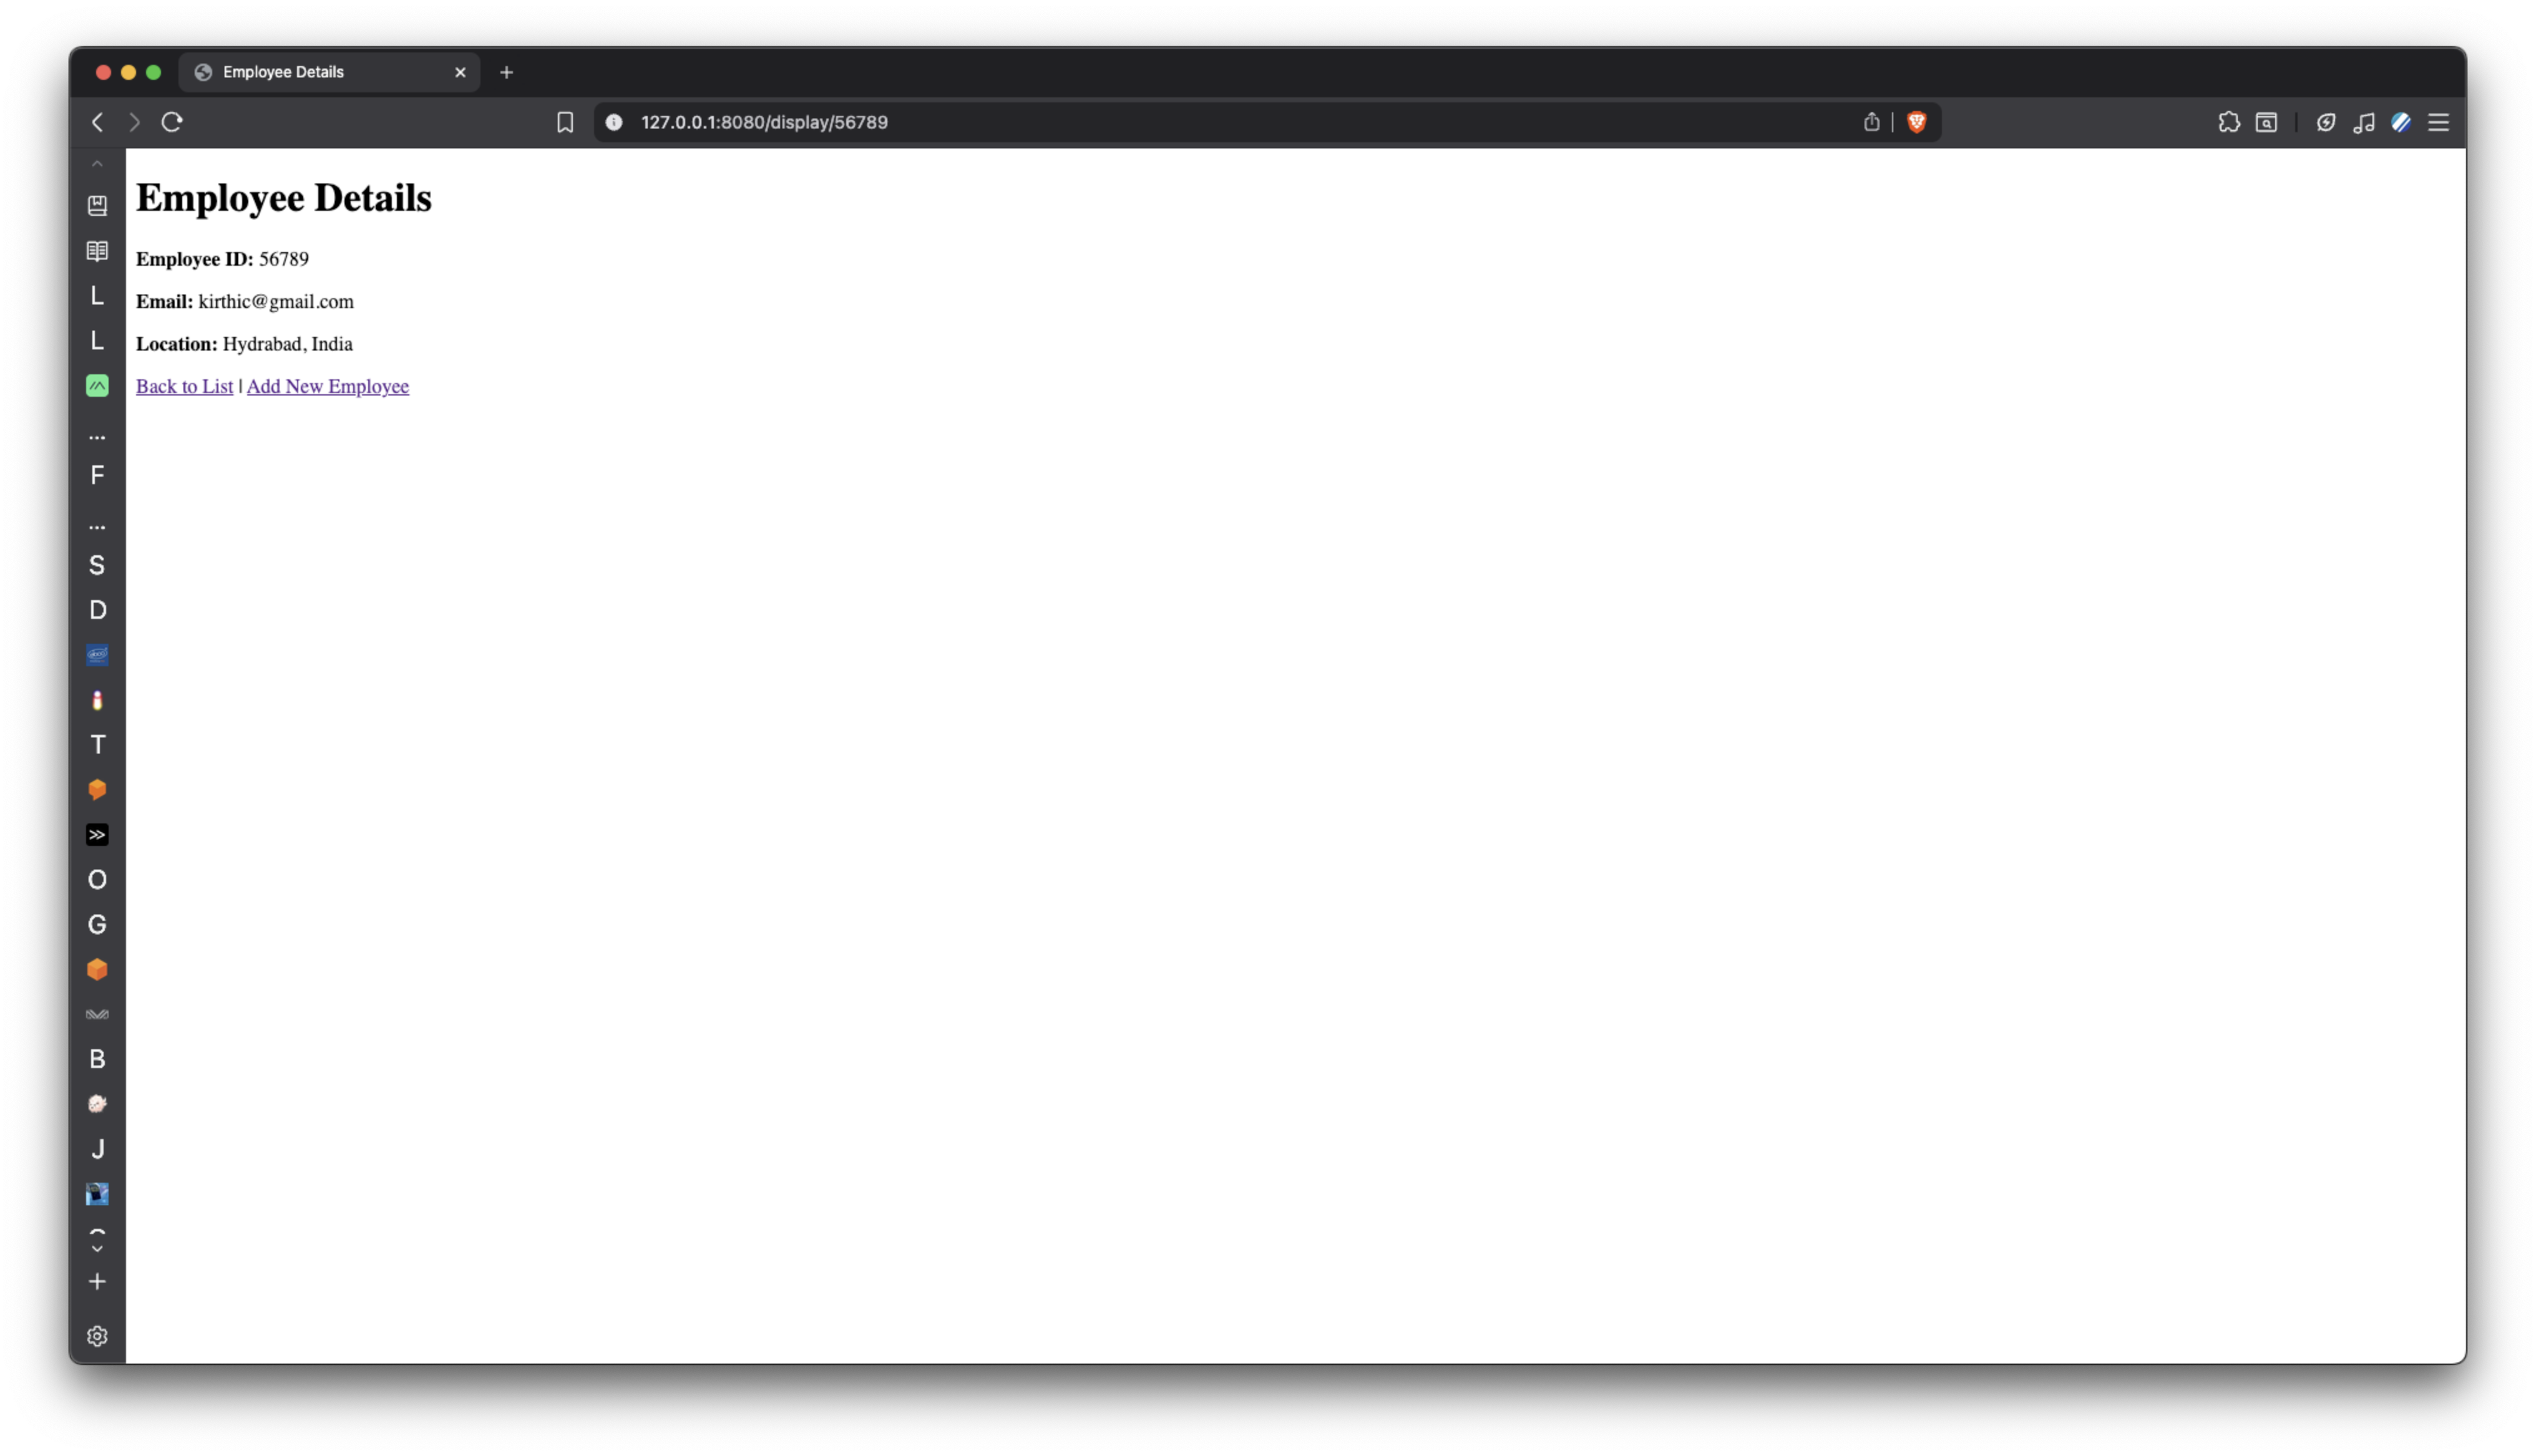 Employee Details
127.0.0.1:8080/display/56789
Employee Details
Employee ID: 56789
Email: kirthic@gmail.com
Location: Hydrabad, India
Back to List | Add New Employee
L
L
...
F
...
S
D
T
O
G
B
J